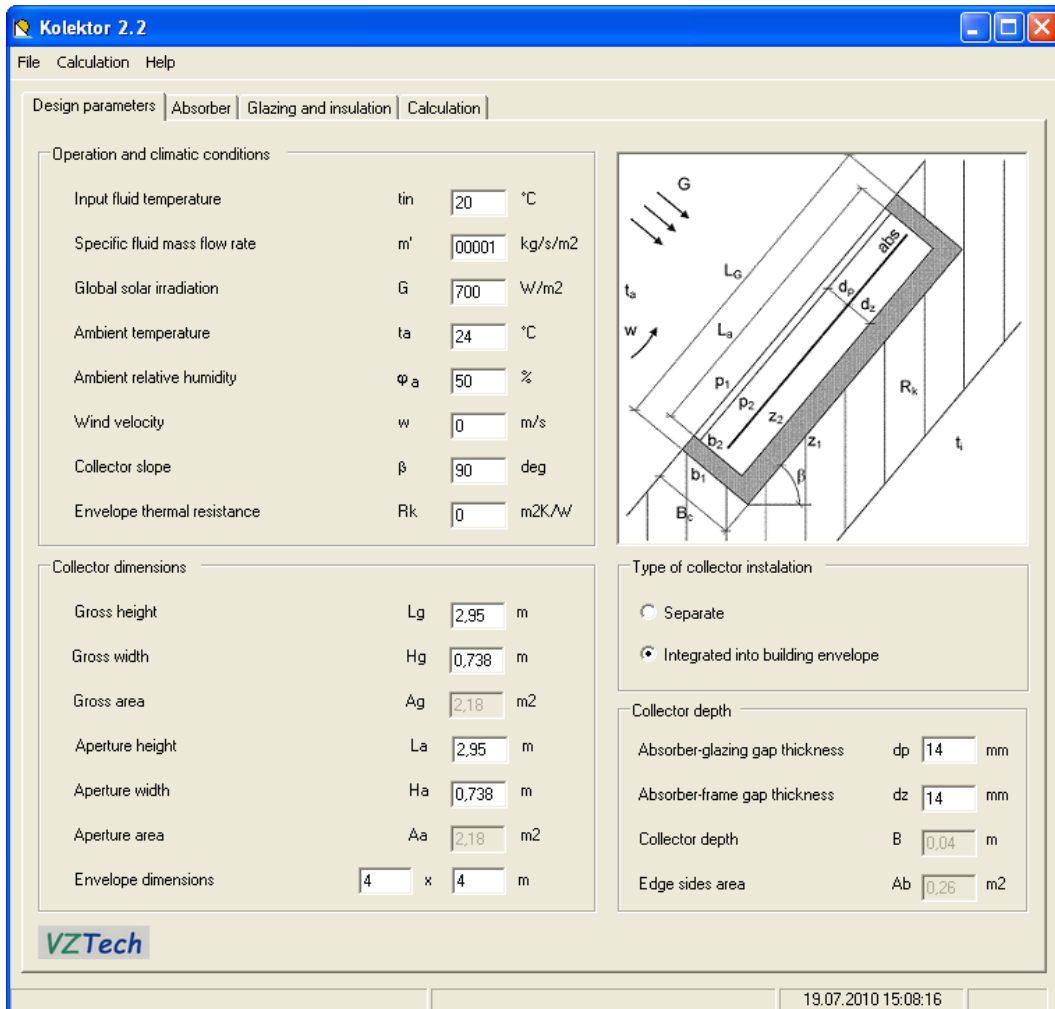 Kolektor 2.2
File Calculation Help
Design parameters Absorber Glazing and insulation Calculation
Operation and climatic conditions
Input fluid temperature tin 20 °C
Specific fluid mass flow rate m' 00001 kg/s/m2
Global solar irradiation G 700 W/m2
Ambient temperature ta 24 °C
Ambient relative humidity φ a 50 %
Wind velocity w 0 m/s
Collector slope β 90 deg
Envelope thermal resistance Rk 0 m2K/W
G
abs
LG
ta
dp
dz
La
w
p1
Rk
p2
z2
z1
ti
b2
b1
β
Bc
Collector dimensions
Gross height Lg 2,95 m
Gross width Hg 0,738 m
Gross area Ag 2,18 m2
Aperture height La 2,95 m
Aperture width Ha 0,738 m
Aperture area Aa 2,18 m2
Envelope dimensions 4 x 4 m
Type of collector instalation
Separate
Integrated into building envelope
Collector depth
Absorber-glazing gap thickness dp 14 mm
Absorber-frame gap thickness dz 14 mm
Collector depth B 0,04 m
Edge sides area Ab 0,26 m2
VZTech
19.07.2010 15:08:16